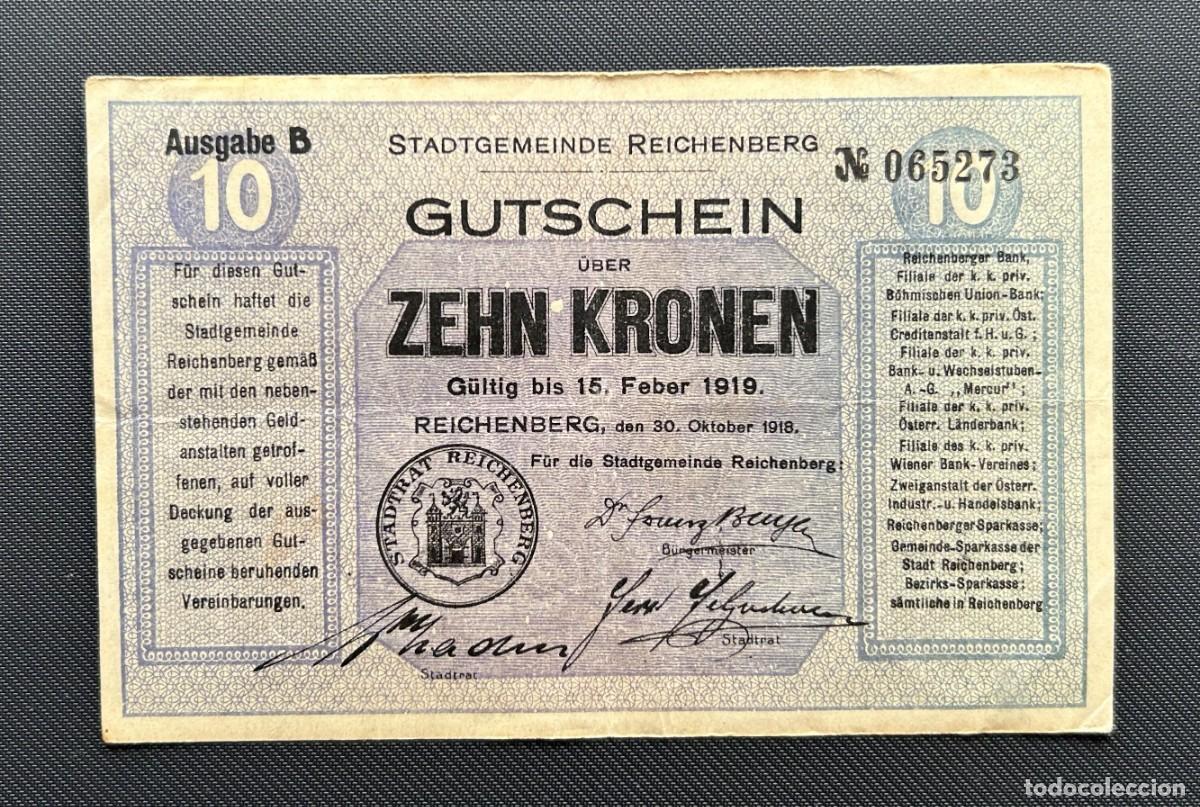 Ausgabe B
10
STADTGEMEINDE REICHENBERG
№ 065273
10
GUTSCHEIN
ÜBER
ZEHN KRONEN
Gültig bis 15. Feber 1919.
REICHENBERG, den 30. Oktober 1918.
Für die Stadtgemeinde Reichenberg:
Bürgermeister
Stadtrat
Stadtrat
STADTRAT REICHENBERG
Für diesen Gut-
schein haftet die
Stadtgemeinde
Reichenberg gemäß
der mit den neben-
stehenden Geld-
anstalten getrof-
fenen, auf voller
Deckung der aus-
gegebenen Gut-
scheine beruhenden
Vereinbarungen.
Reichenberger Bank,
Filiale der k. k. priv.
Böhmischen Union-Bank;
Filiale der k. k. priv. Öst.
Creditenstalt f. H. u. G. ;
Filiale der k. k. priv.
Bank- u. Wechselstuben-
A. -G. ,,Mercur" ;
Filiale der k. k. priv.
Österr. Länderbank;
Filiale des k. k. priv.
Wiener Bank-Vereines;
Zweiganstalt der Österr.
Industr.- u. Handelsbank;
Reichenberger Sparkasse;
Gemeinde-Sparkasse der
Stadt Reichenberg;
Bezirks-Sparkasse;
sämtliche in Reichenberg
todocoleccion